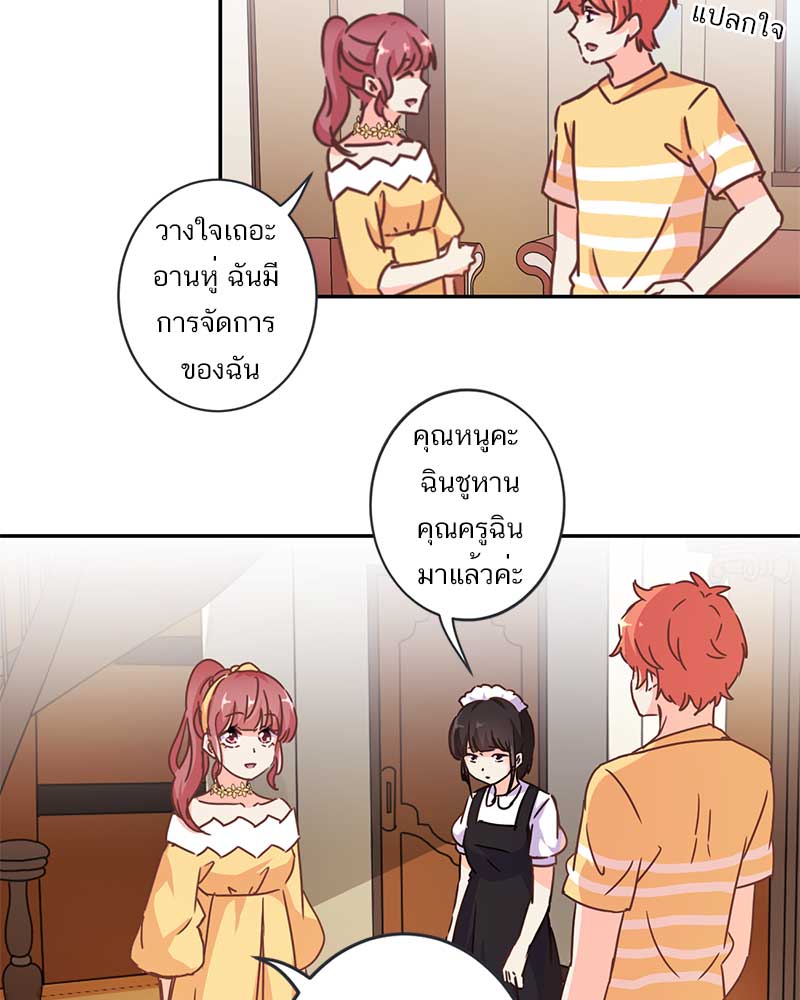 แปลกใจ
วางใจเถอะ
อานหู่ ฉันมี
การจัดการ
ของฉัน
คุณหนูคะ
ฉินซูหาน
คุณครูฉิน
มาแล้วค่ะ